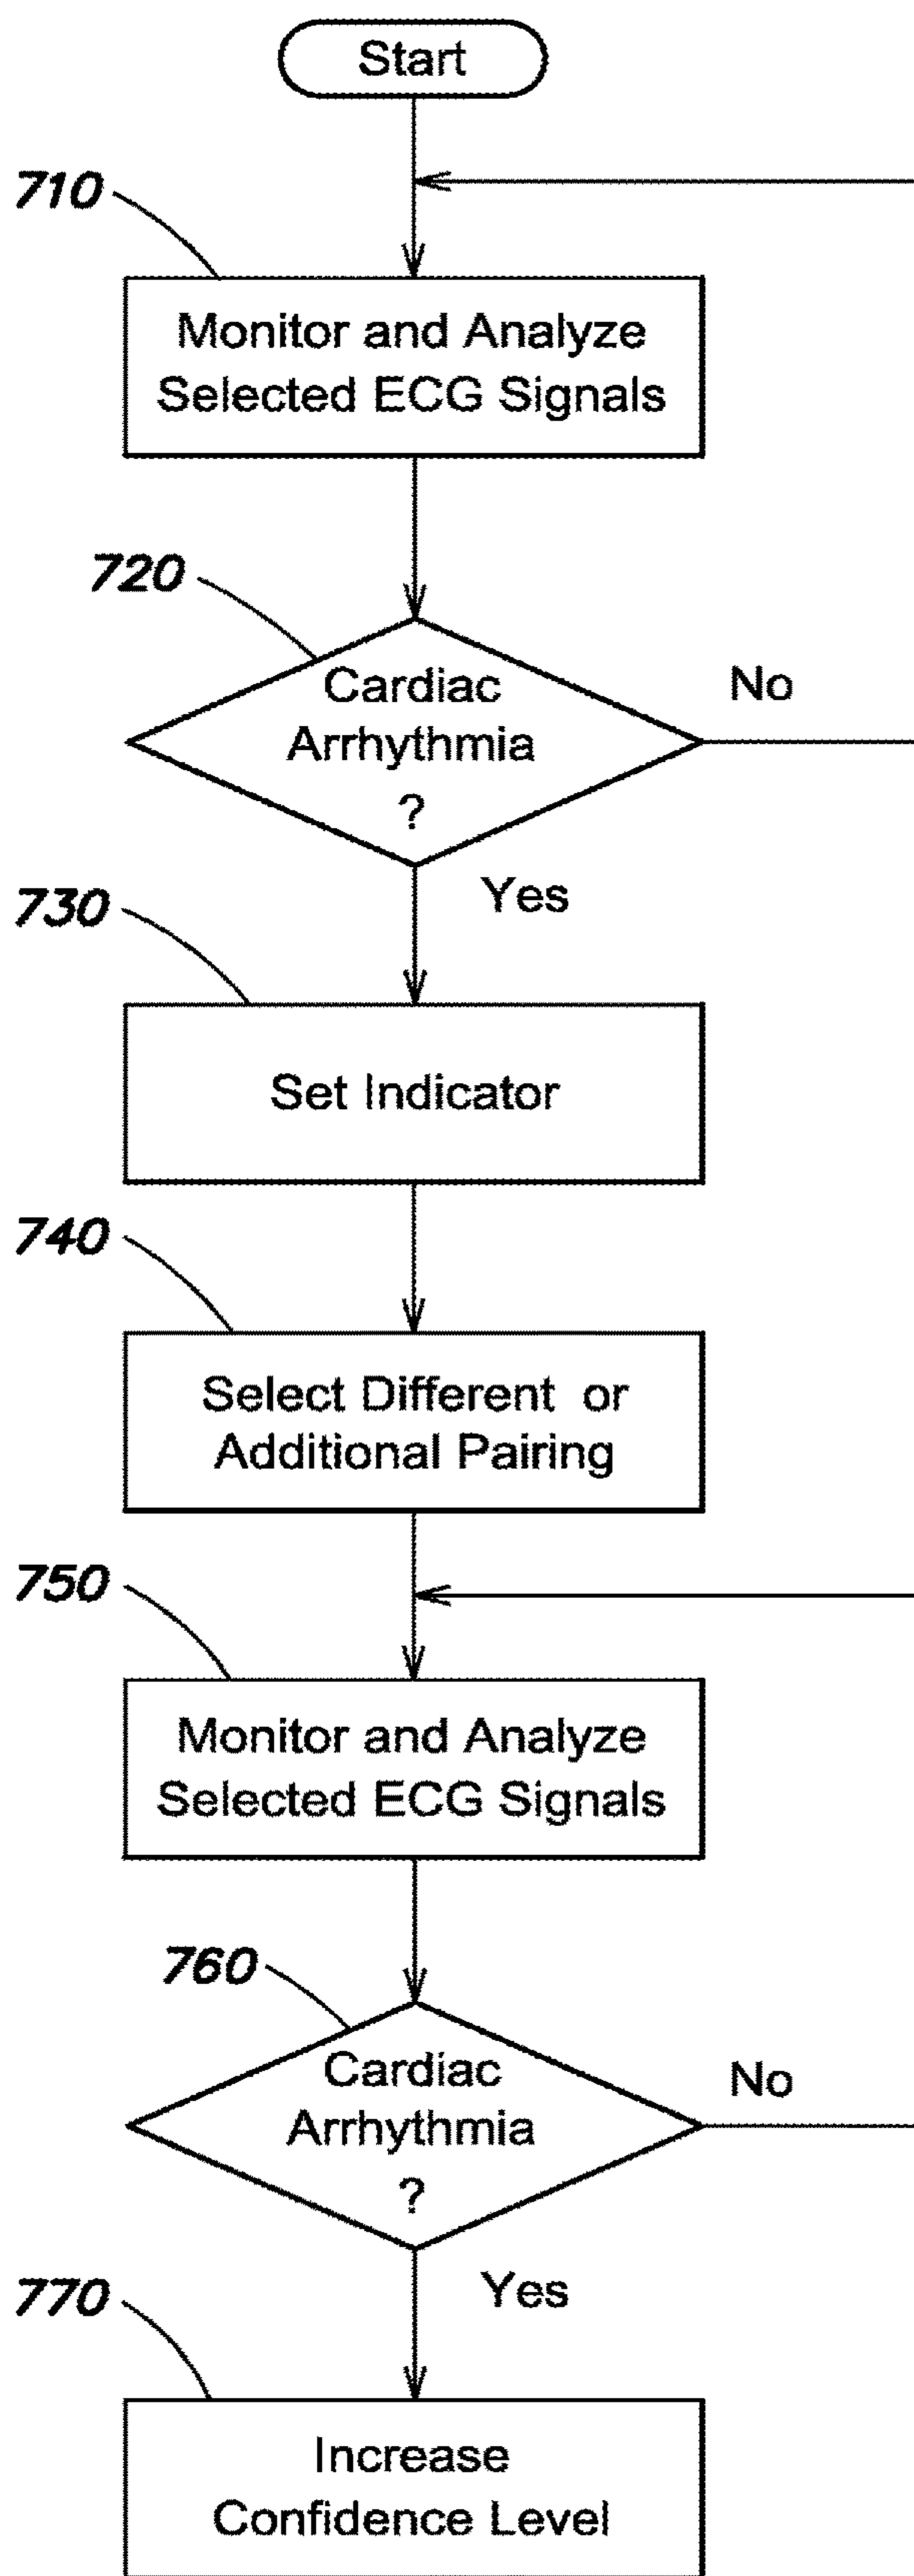 Start
710
Monitor and Analyze
Selected ECG Signals
720
Cardiac
Arrhythmia
?
No
Yes
730
Set Indicator
740
Select Different or
Additional Pairing
750
Monitor and Analyze
Selected ECG Signals
760
Cardiac
Arrhythmia
?
No
Yes
770
Increase
Confidence Level